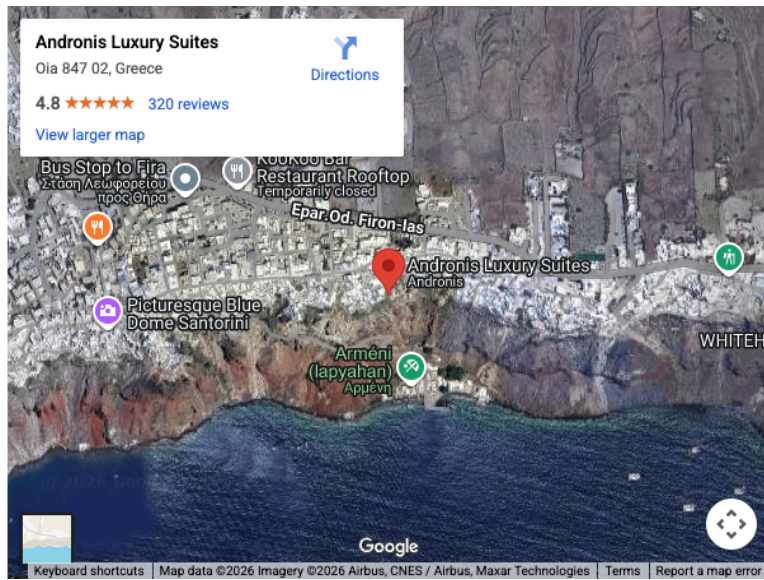 Andronis Luxury Suites
Oia 847 02, Greece
Directions
4.8
320 reviews
View larger map
KooKoo Bar
Restaurant Rooftop
Temporarily closed
Bus Stop to Fira
Στάση Λεωφορείου
προς Θήρα
Epar.Od. Firon-Ias
Andronis Luxury Suites
Andronis
Picturesque Blue
Dome Santorini
WHITEH
Arméni
(lapyahan)
Αρμένη
Google
Keyboard shortcuts
Map data ©2026 Imagery ©2026 Airbus, CNES / Airbus, Maxar Technologies
Terms
Report a map error